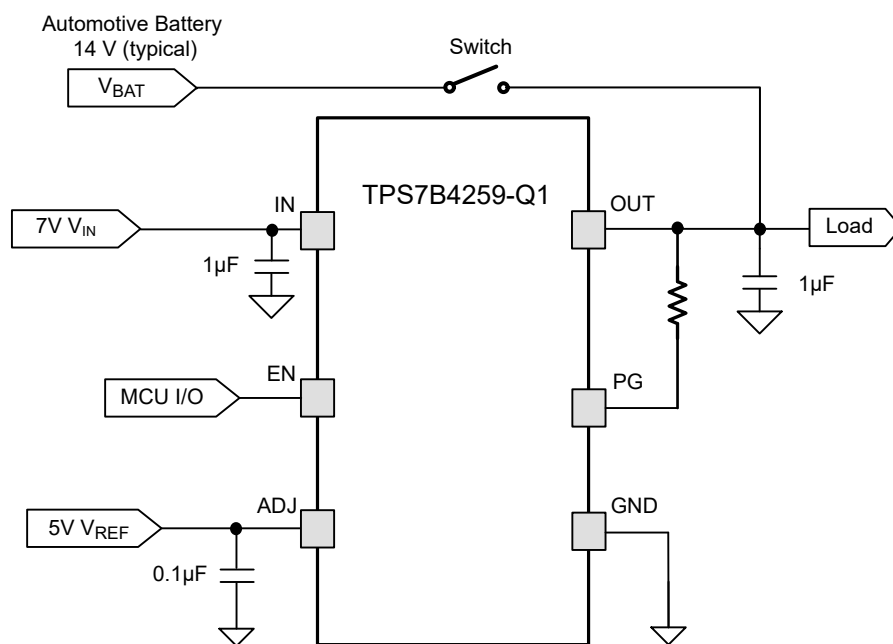 Automotive Battery
14 V (typical)
VBAT
Switch
TPS7B4259-Q1
IN
OUT
7V VIN
Load
1µF
1µF
EN
PG
MCU I/O
ADJ
GND
5V VREF
0.1µF